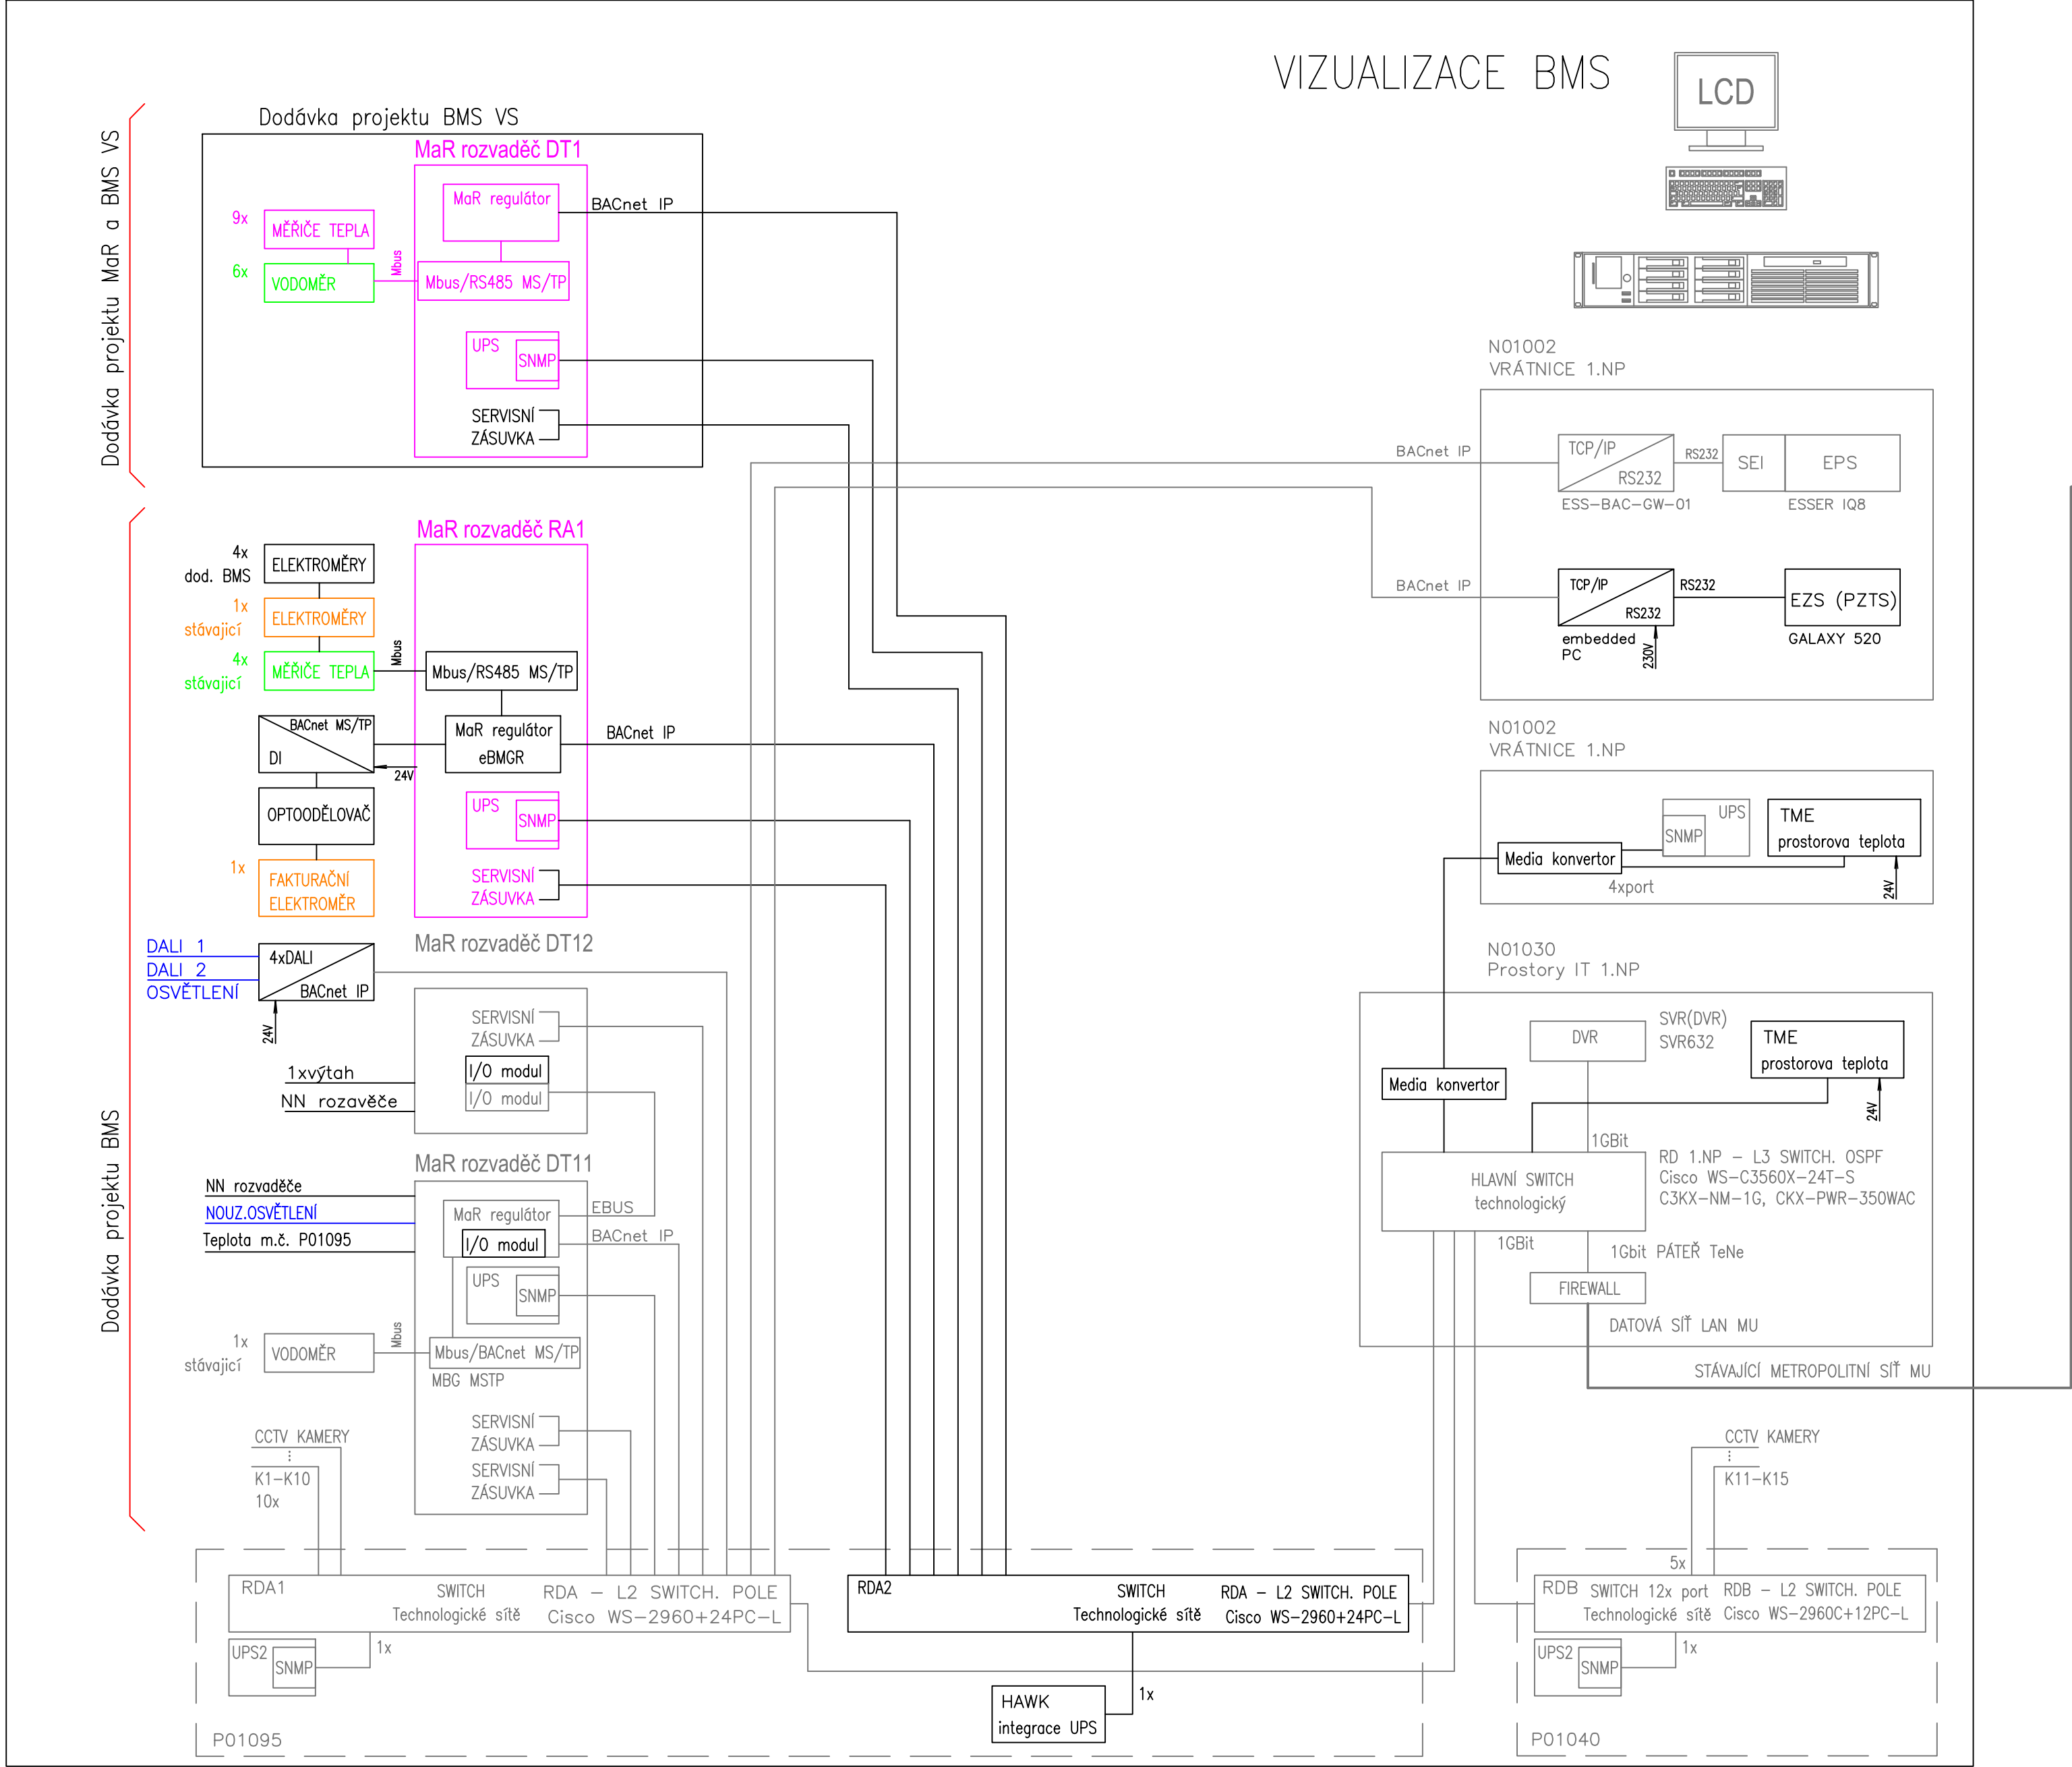 VIZUALIZACE BMS
LCD
Dodávka projektu MaR a BMS VS
Dodávka projektu BMS VS
MaR rozvaděč DT1
MaR regulátor
BACnet IP
9x
MĚŘIČE TEPLA
6x
VODOMĚR
Mbus
Mbus/RS485 MS/TP
UPS
SNMP
SERVISNÍ
ZÁSUVKA
Dodávka projektu BMS
MaR rozvaděč RA1
4x
dod. BMS
ELEKTROMĚRY
1x
stávajicí
ELEKTROMĚRY
4x
stávajicí
MĚŘIČE TEPLA
Mbus
Mbus/RS485 MS/TP
BACnet MS/TP
DI
24V
MaR regulátor
eBMGR
BACnet IP
OPTOODĚLOVAČ
UPS
SNMP
1x
FAKTURAČNÍ
ELEKTROMĚR
SERVISNÍ
ZÁSUVKA
MaR rozvaděč DT12
DALI 1
DALI 2
OSVĚTLENÍ
4xDALI
BACnet IP
24V
SERVISNÍ
ZÁSUVKA
I/O modul
I/O modul
1xvýtah
NN rozavěče
MaR rozvaděč DT11
NN rozvaděče
NOUZ.OSVĚTLENÍ
Teplota m.č. P01095
MaR regulátor
I/O modul
EBUS
BACnet IP
UPS
SNMP
1x
stávajicí
VODOMĚR
Mbus
Mbus/BACnet MS/TP
MBG MSTP
SERVISNÍ
ZÁSUVKA
SERVISNÍ
ZÁSUVKA
CCTV KAMERY
K1-K10
10x
RDA1
SWITCH
Technologické sítě
RDA - L2 SWITCH. POLE
Cisco WS-2960+24PC-L
UPS2
SNMP
1x
P01095
RDA2
SWITCH
Technologické sítě
RDA - L2 SWITCH. POLE
Cisco WS-2960+24PC-L
HAWK
integrace UPS
1x
N01002
VRÁTNICE 1.NP
BACnet IP
TCP/IP
RS232
RS232
SEI
EPS
ESS-BAC-GW-01
ESSER IQ8
BACnet IP
TCP/IP
RS232
RS232
EZS (PZTS)
embedded
PC
230V
GALAXY 520
N01002
VRÁTNICE 1.NP
UPS
SNMP
TME
prostorova teplota
Media konvertor
4xport
24V
N01030
Prostory IT 1.NP
DVR
SVR(DVR)
SVR632
TME
prostorova teplota
Media konvertor
24V
1GBit
HLAVNÍ SWITCH
technologický
RD 1.NP - L3 SWITCH. OSPF
Cisco WS-C3560X-24T-S
C3KX-NM-1G, CKX-PWR-350WAC
1GBit
1Gbit PÁTEŘ TeNe
FIREWALL
DATOVÁ SÍŤ LAN MU
STÁVAJÍCÍ METROPOLITNÍ SÍŤ MU
CCTV KAMERY
K11-K15
5x
RDB
SWITCH 12x port
Technologické sítě
RDB - L2 SWITCH. POLE
Cisco WS-2960C+12PC-L
UPS2
SNMP
1x
P01040